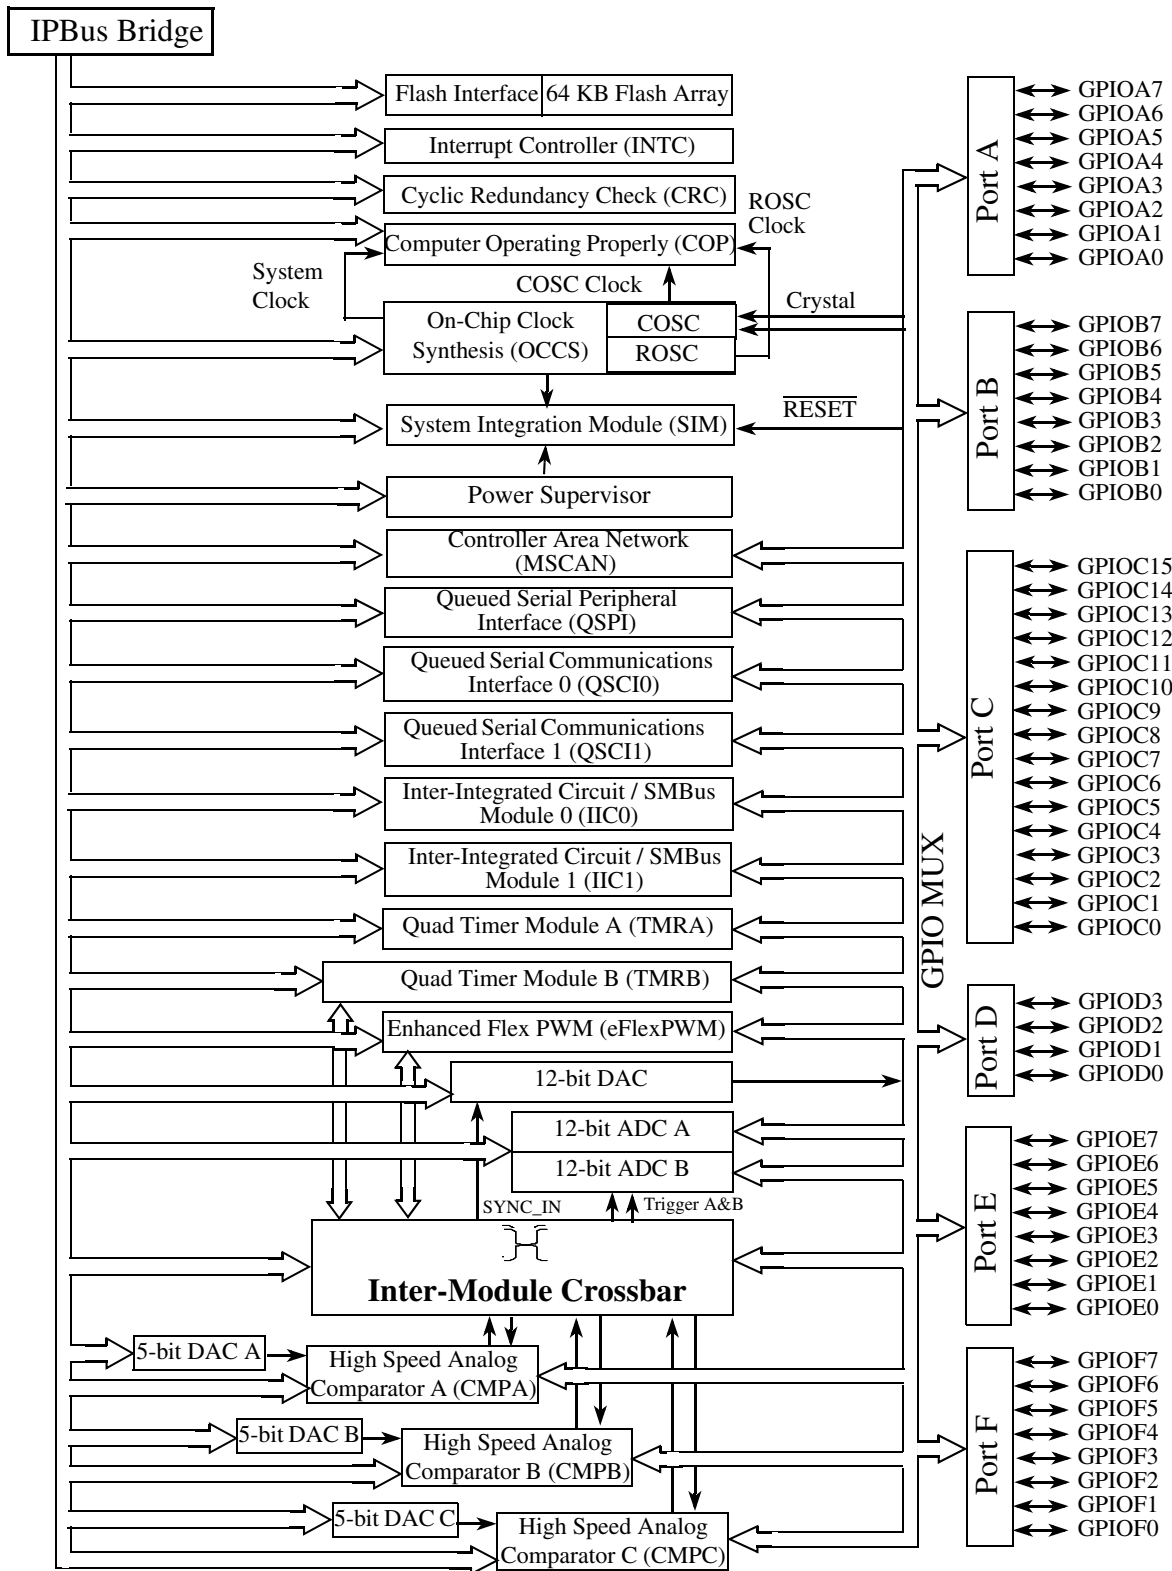 IPBus Bridge
Flash Interface
64 KB Flash Array
Interrupt Controller (INTC)
Cyclic Redundancy Check (CRC)
ROSC
Clock
Computer Operating Properly (COP)
System
Clock
COSC Clock
Crystal
On-Chip Clock
Synthesis (OCCS)
COSC
ROSC
RESET
System Integration Module (SIM)
Power Supervisor
Controller Area Network
(MSCAN)
Queued Serial Peripheral
Interface (QSPI)
Queued Serial Communications
Interface 0 (QSCI0)
Queued Serial Communications
Interface 1 (QSCI1)
Inter-Integrated Circuit / SMBus
Module 0 (IIC0)
Inter-Integrated Circuit / SMBus
Module 1 (IIC1)
Quad Timer Module A (TMRA)
Quad Timer Module B (TMRB)
Enhanced Flex PWM (eFlexPWM)
12-bit DAC
12-bit ADC A
12-bit ADC B
SYNC_IN
Trigger A&B
Inter-Module Crossbar
5-bit DAC A
High Speed Analog
Comparator A (CMPA)
5-bit DAC B
High Speed Analog
Comparator B (CMPB)
5-bit DAC C
High Speed Analog
Comparator C (CMPC)
GPIO MUX
Port A
GPIOA7
GPIOA6
GPIOA5
GPIOA4
GPIOA3
GPIOA2
GPIOA1
GPIOA0
Port B
GPIOB7
GPIOB6
GPIOB5
GPIOB4
GPIOB3
GPIOB2
GPIOB1
GPIOB0
Port C
GPIOC15
GPIOC14
GPIOC13
GPIOC12
GPIOC11
GPIOC10
GPIOC9
GPIOC8
GPIOC7
GPIOC6
GPIOC5
GPIOC4
GPIOC3
GPIOC2
GPIOC1
GPIOC0
Port D
GPIOD3
GPIOD2
GPIOD1
GPIOD0
Port E
GPIOE7
GPIOE6
GPIOE5
GPIOE4
GPIOE3
GPIOE2
GPIOE1
GPIOE0
Port F
GPIOF7
GPIOF6
GPIOF5
GPIOF4
GPIOF3
GPIOF2
GPIOF1
GPIOF0